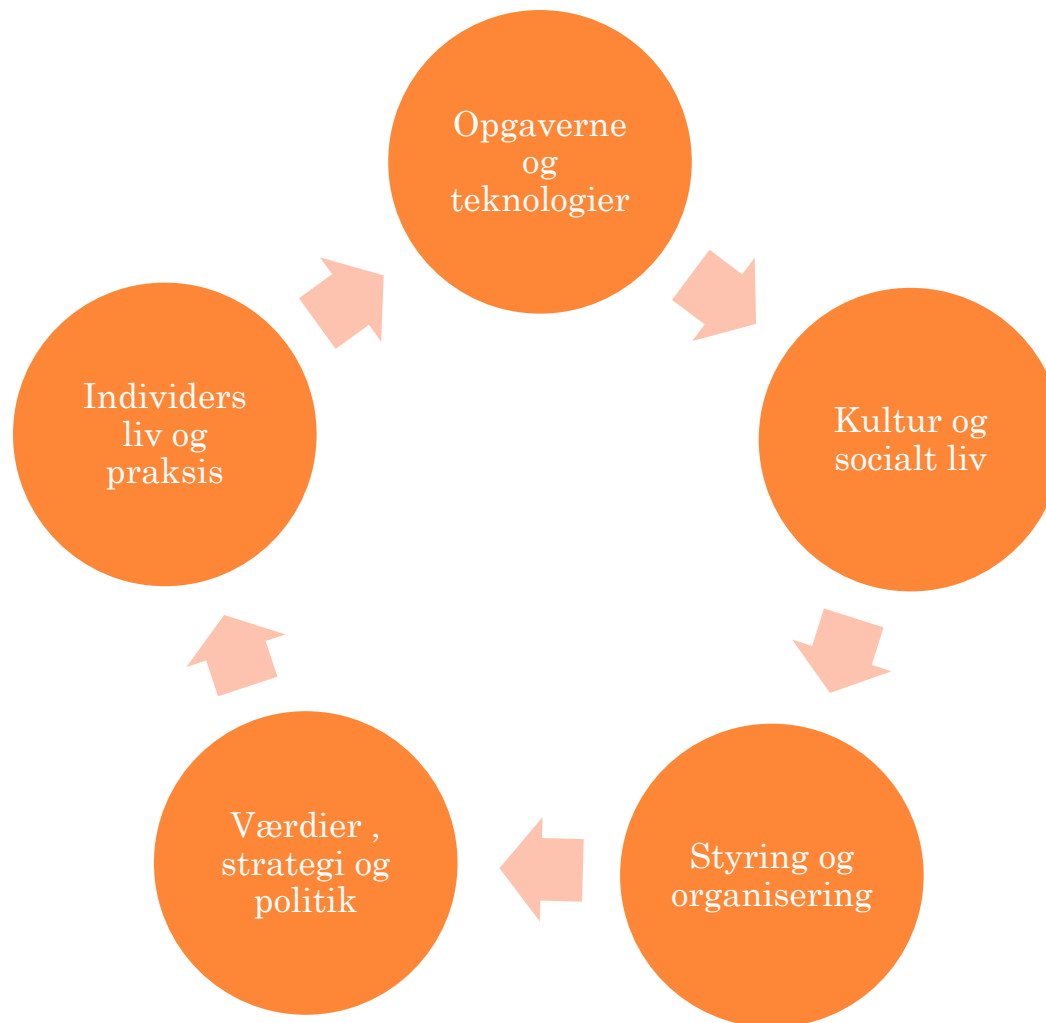 Opgaverne
og
teknologier
Kultur og
socialt liv
Styring og
organisering
Værdier ,
strategi og
politik
Individers
liv og
praksis